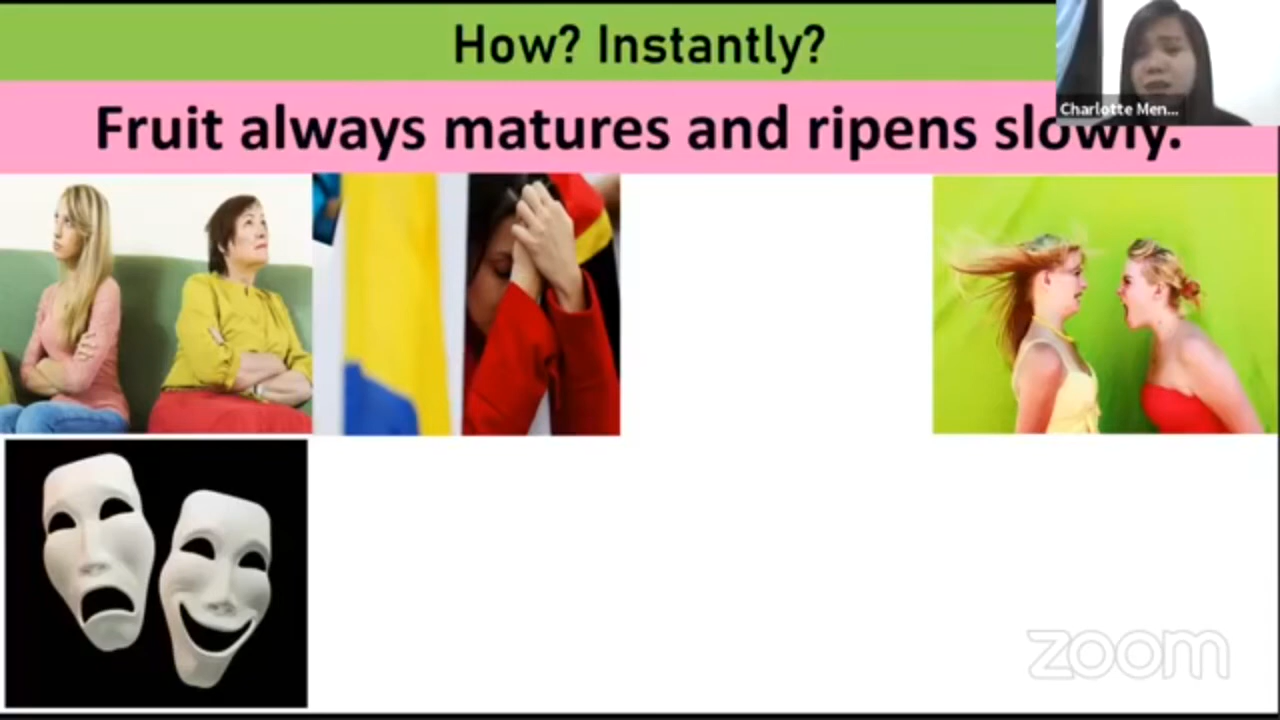 How? Instantly?
Fruit always matures and ripens slowly.
Charlotte Men...
zoom